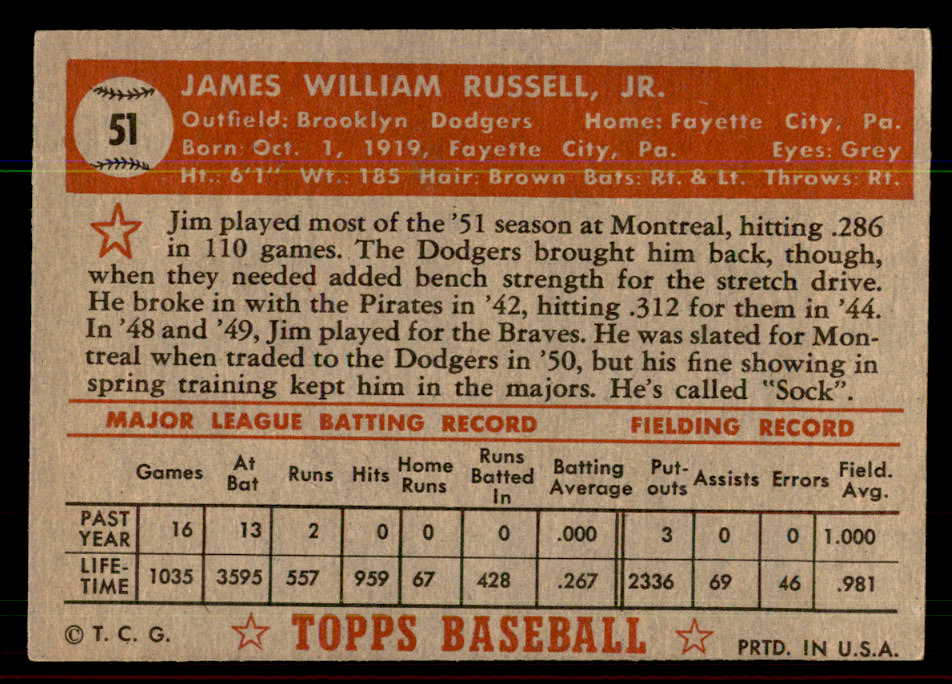 51
JAMES WILLIAM RUSSELL, JR.
Outfield: Brooklyn Dodgers Home: Fayette City, Pa.
Born: Oct. 1, 1919, Fayette City, Pa. Eyes: Grey
Ht.: 6'1" Wt.: 185 Hair: Brown Bats: Rt. & Lt. Throws: Rt.
Jim played most of the '51 season at Montreal, hitting .286
in 110 games. The Dodgers brought him back, though,
when they needed added bench strength for the stretch drive.
He broke in with the Pirates in '42, hitting .312 for them in '44.
In '48 and '49, Jim played for the Braves. He was slated for Mon-
treal when traded to the Dodgers in '50, but his fine showing in
spring training kept him in the majors. He's called "Sock".
MAJOR LEAGUE BATTING RECORD FIELDING RECORD
Games At Bat Runs Hits Home Runs Runs Batted In Batting Average Put-outs Assists Errors Field. Avg.
PAST YEAR 16 13 2 0 0 0 .000 3 0 0 1.000
LIFE-TIME 1035 3595 557 959 67 428 .267 2336 69 46 .981
© T. C. G. TOPPS BASEBALL PRTD. IN U.S.A.